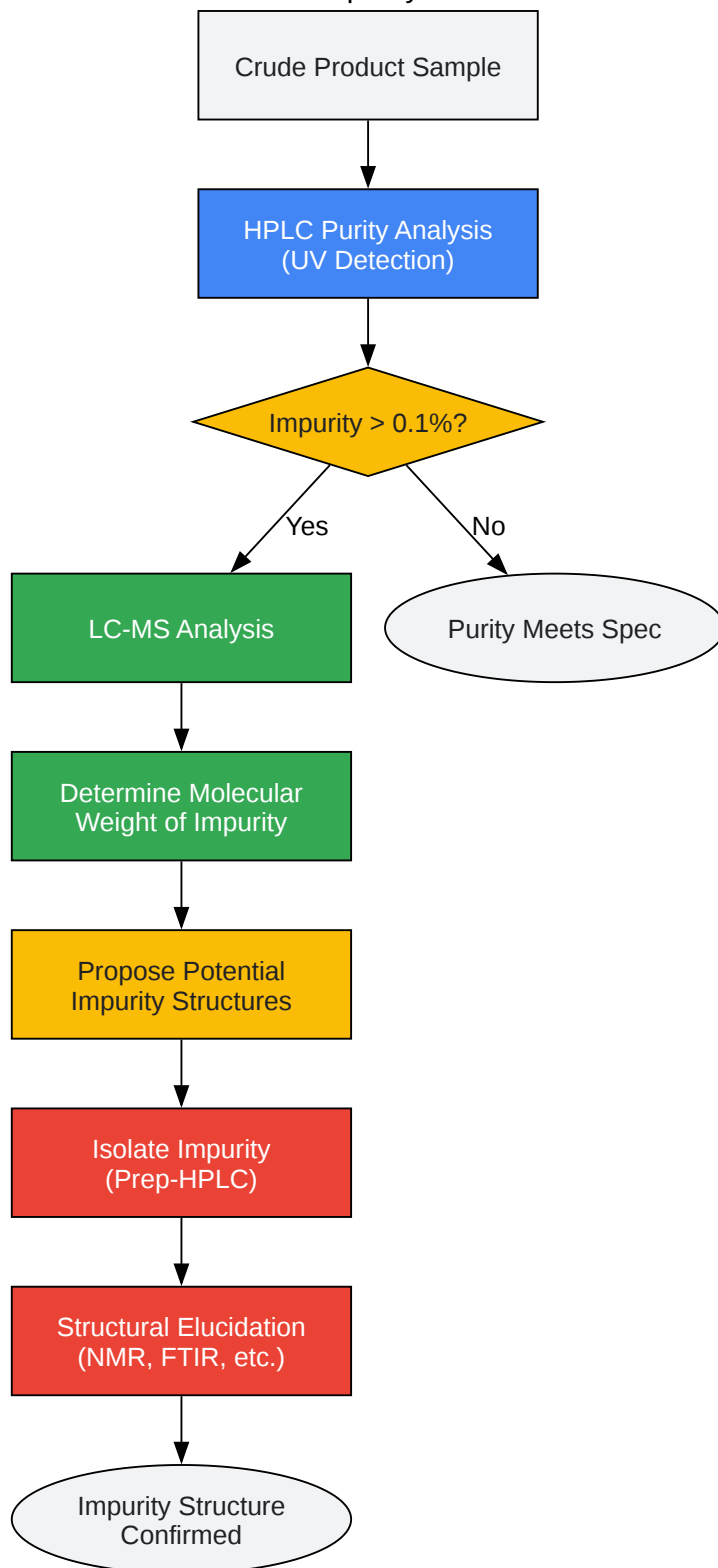 Crude Product Sample
HPLC Purity Analysis
(UV Detection)
Impurity > 0.1%?
Yes
No
LC-MS Analysis
Purity Meets Spec
Determine Molecular
Weight of Impurity
Propose Potential
Impurity Structures
Isolate Impurity
(Prep-HPLC)
Structural Elucidation
(NMR, FTIR, etc.)
Impurity Structure
Confirmed